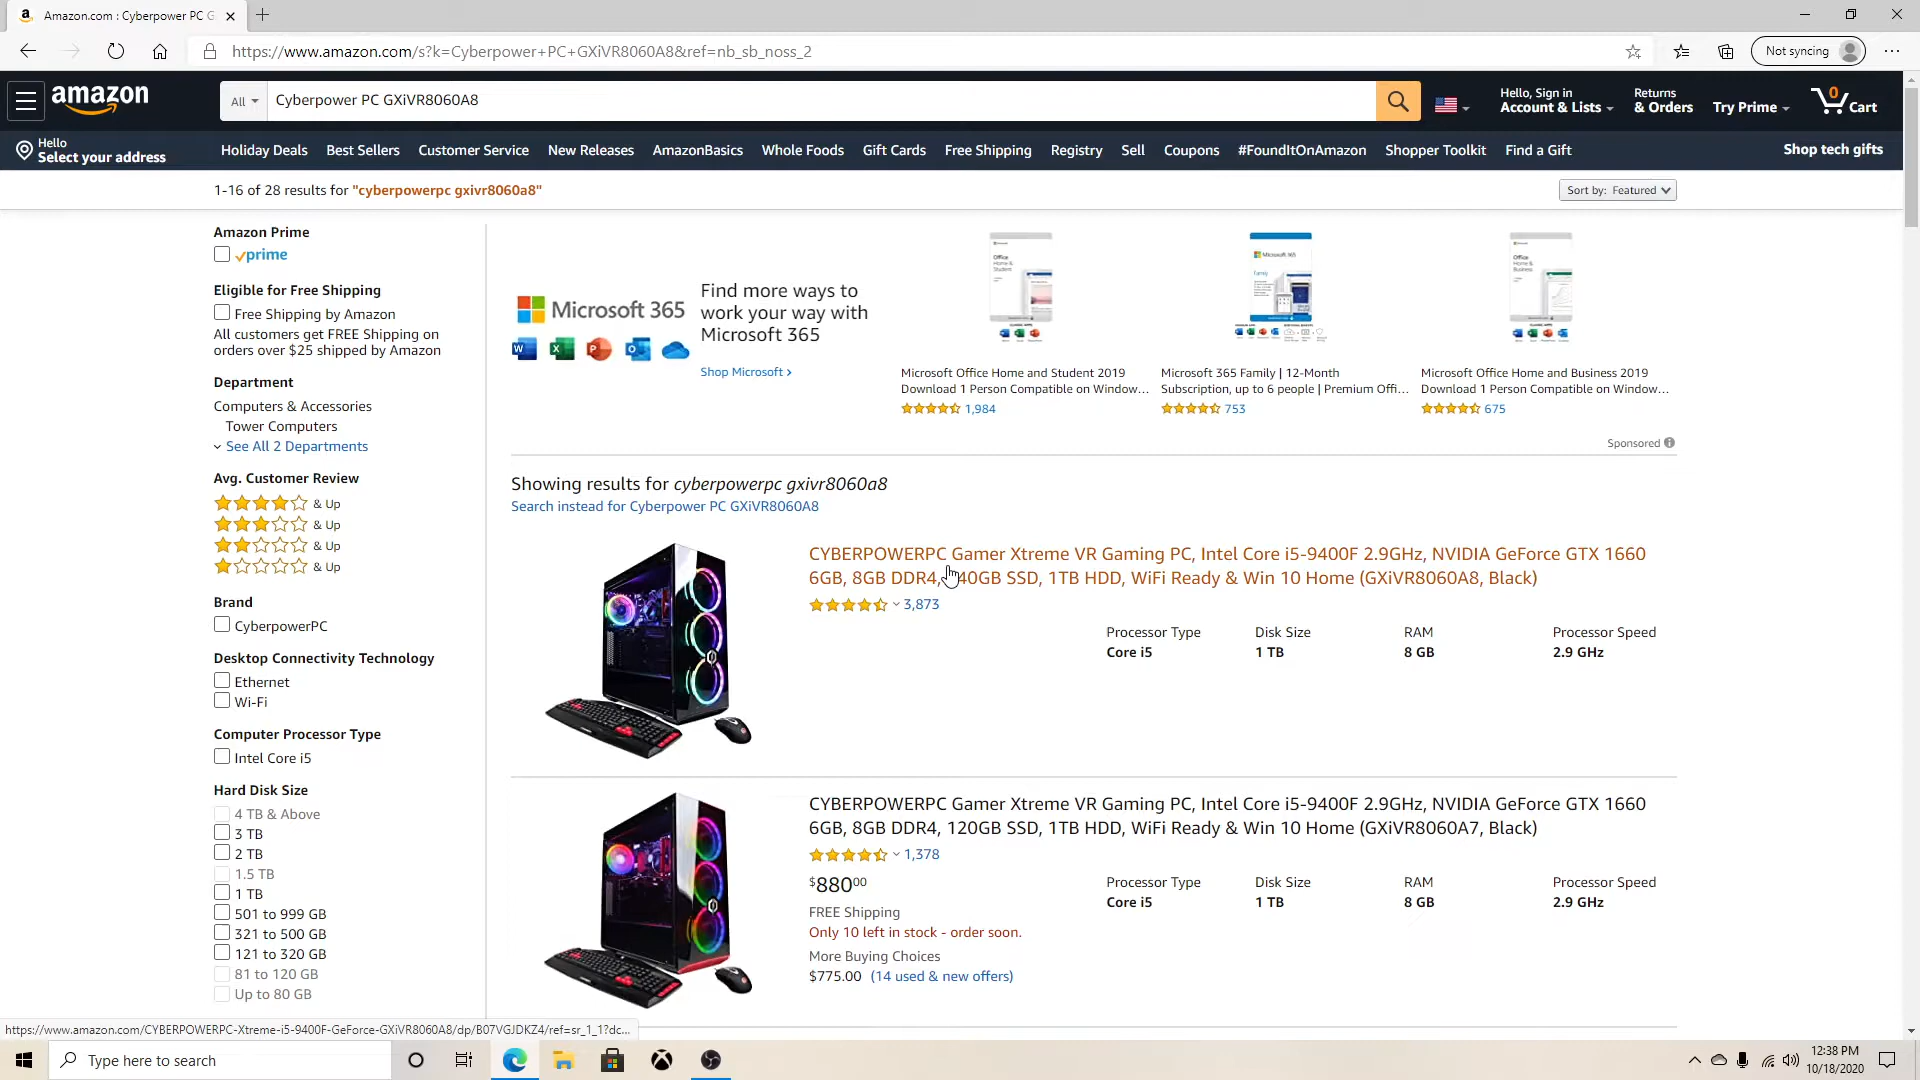 Amazon.com : Cyberpower PC G
https://www.amazon.com/s?k=Cyberpower+PC+GXiVR8060A8&ref=nb_sb_noss_2
Not syncing
amazon
All
Cyberpower PC GXiVR8060A8
Hello, Sign in
Account & Lists
Returns
& Orders
Try Prime
0
Cart
Hello
Select your address
Holiday Deals
Best Sellers
Customer Service
New Releases
AmazonBasics
Whole Foods
Gift Cards
Free Shipping
Registry
Sell
Coupons
#FoundItOnAmazon
Shopper Toolkit
Find a Gift
Shop tech gifts
1-16 of 28 results for "cyberpowerpc gxivr8060a8"
Sort by: Featured
Amazon Prime
prime
Eligible for Free Shipping
Free Shipping by Amazon
All customers get FREE Shipping on
orders over $25 shipped by Amazon
Department
Computers & Accessories
Tower Computers
See All 2 Departments
Avg. Customer Review
& Up
& Up
& Up
& Up
Brand
CyberpowerPC
Desktop Connectivity Technology
Ethernet
Wi-Fi
Computer Processor Type
Intel Core i5
Hard Disk Size
4 TB & Above
3 TB
2 TB
1.5 TB
1 TB
501 to 999 GB
321 to 500 GB
121 to 320 GB
81 to 120 GB
Up to 80 GB
Microsoft 365
Find more ways to
work your way with
Microsoft 365
Shop Microsoft ›
Office
Home &
Student
Microsoft 365
Family
Office
Home &
Business
Microsoft Office Home and Student 2019
Download 1 Person Compatible on Window...
1,984
Microsoft 365 Family | 12-Month
Subscription, up to 6 people | Premium Offi...
753
Microsoft Office Home and Business 2019
Download 1 Person Compatible on Window...
675
Sponsored
Showing results for cyberpowerpc gxivr8060a8
Search instead for Cyberpower PC GXiVR8060A8
CYBERPOWERPC Gamer Xtreme VR Gaming PC, Intel Core i5-9400F 2.9GHz, NVIDIA GeForce GTX 1660
6GB, 8GB DDR4, 40GB SSD, 1TB HDD, WiFi Ready & Win 10 Home (GXiVR8060A8, Black)
3,873
Processor Type
Core i5
Disk Size
1 TB
RAM
8 GB
Processor Speed
2.9 GHz
CYBERPOWERPC Gamer Xtreme VR Gaming PC, Intel Core i5-9400F 2.9GHz, NVIDIA GeForce GTX 1660
6GB, 8GB DDR4, 120GB SSD, 1TB HDD, WiFi Ready & Win 10 Home (GXiVR8060A7, Black)
1,378
$880 00
FREE Shipping
Only 10 left in stock - order soon.
More Buying Choices
$775.00 (14 used & new offers)
Processor Type
Core i5
Disk Size
1 TB
RAM
8 GB
Processor Speed
2.9 GHz
https://www.amazon.com/CYBERPOWERPC-Xtreme-i5-9400F-GeForce-GXiVR8060A8/dp/B07VGJDKZ4/ref=sr_1_1?dc...
Type here to search
12:38 PM
10/18/2020